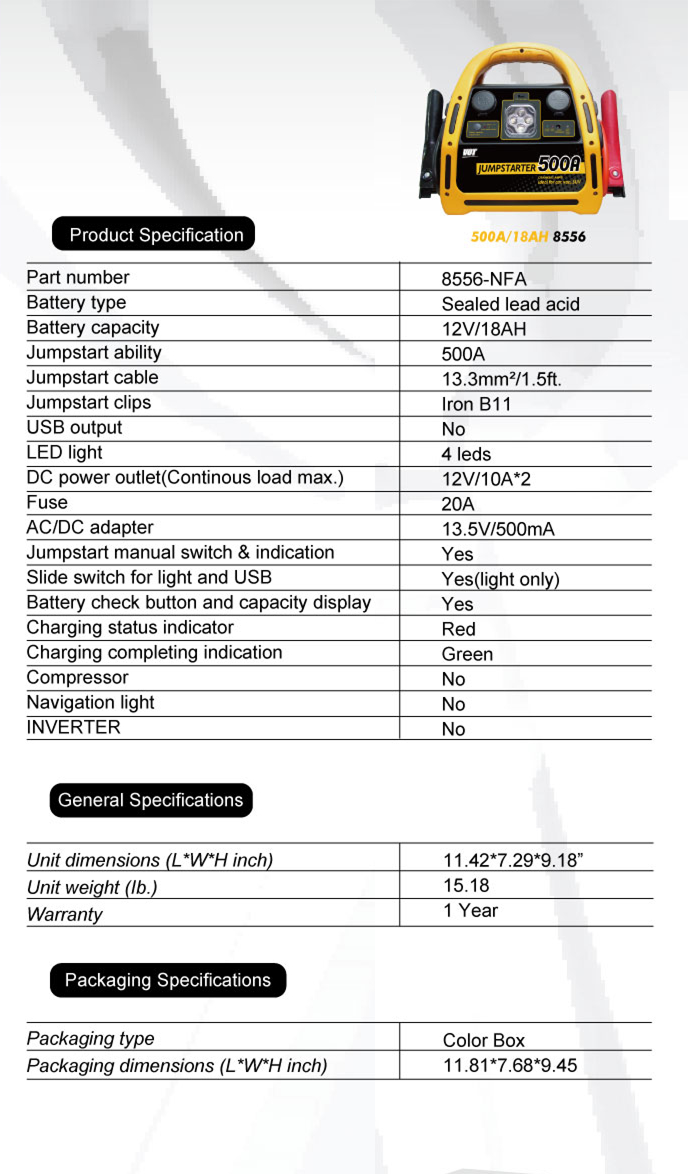 JUMPSTARTER 500A
500A/18AH 8556
Product Specification
Part number 8556-NFA
Battery type Sealed lead acid
Battery capacity 12V/18AH
Jumpstart ability 500A
Jumpstart cable 13.3mm²/1.5ft.
Jumpstart clips Iron B11
USB output No
LED light 4 leds
DC power outlet(Continous load max.) 12V/10A*2
Fuse 20A
AC/DC adapter 13.5V/500mA
Jumpstart manual switch & indication Yes
Slide switch for light and USB Yes(light only)
Battery check button and capacity display Yes
Charging status indicator Red
Charging completing indication Green
Compressor No
Navigation light No
INVERTER No
General Specifications
Unit dimensions (L*W*H inch) 11.42*7.29*9.18”
Unit weight (lb.) 15.18
Warranty 1 Year
Packaging Specifications
Packaging type Color Box
Packaging dimensions (L*W*H inch) 11.81*7.68*9.45